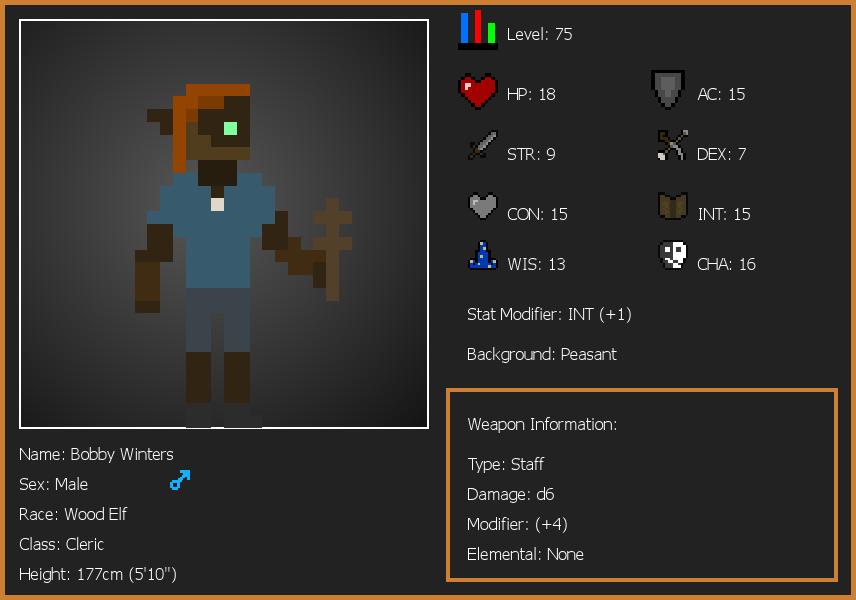 Level: 75
HP: 18
AC: 15
STR: 9
DEX: 7
CON: 15
INT: 15
WIS: 13
CHA: 16
Stat Modifier: INT (+1)
Background: Peasant
Weapon Information:
Type: Staff
Damage: d6
Modifier: (+4)
Elemental: None
Name: Bobby Winters
Sex: Male
Race: Wood Elf
Class: Cleric
Height: 177cm (5'10")